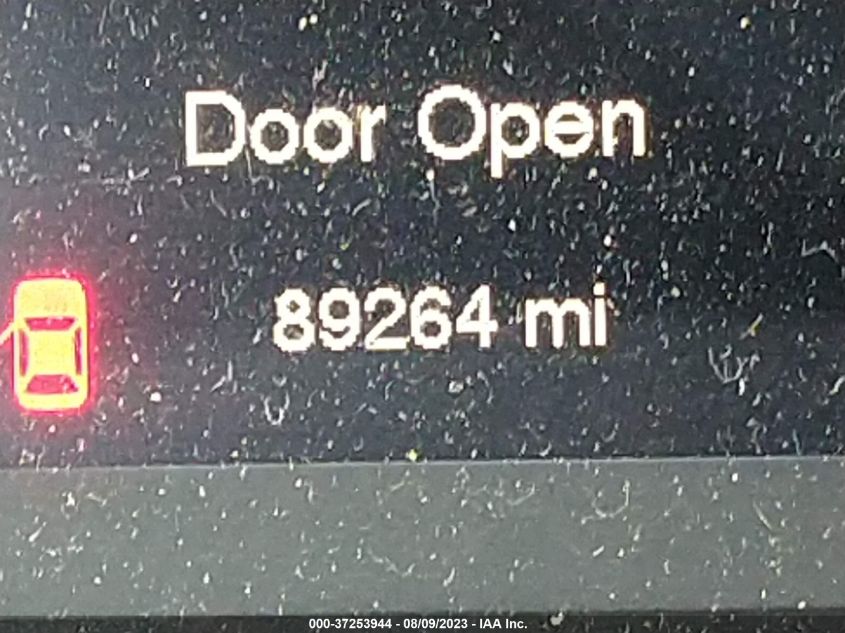 Door Open
89264 mi
000-37253944 - 08/09/2023 - IAA Inc.